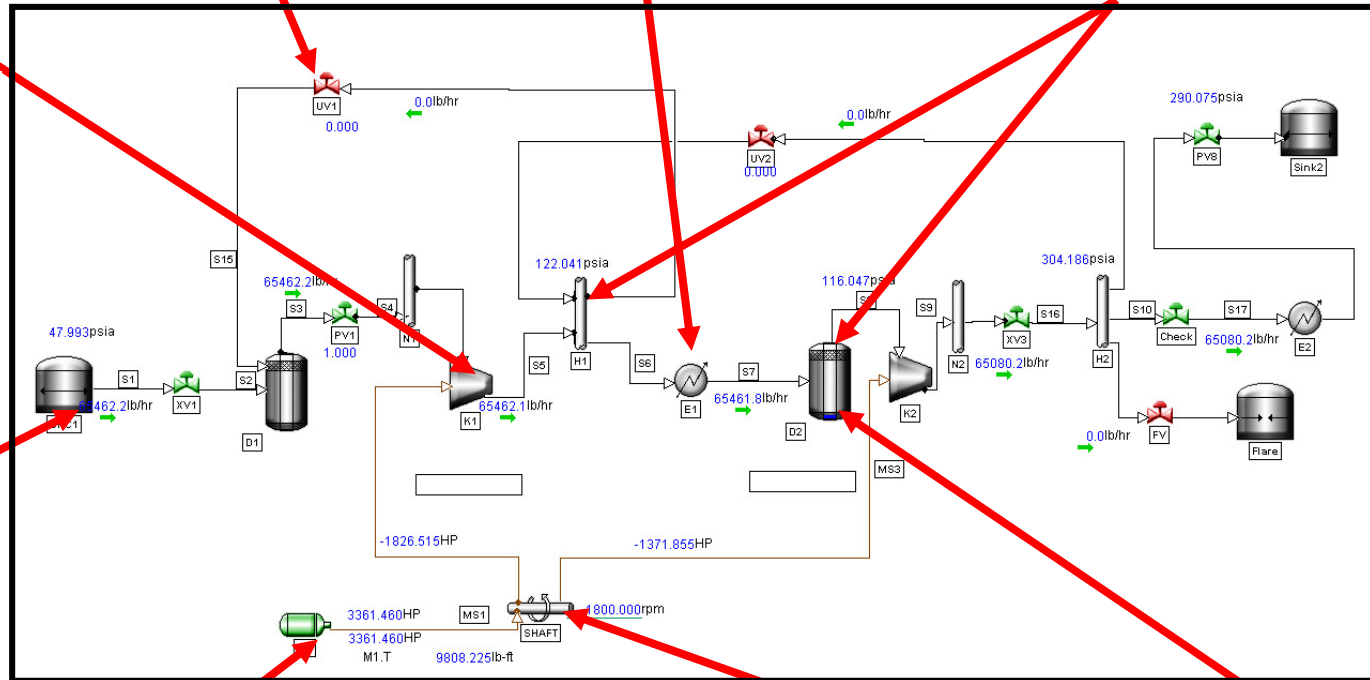 290.075psia
UV1
0.0lb/hr
0.000
0.0lb/hr
UV2
0.000
PV8
Sink2
S15
65462.2lb/hr
S3
S4
PV1
1.000
N1
122.041psia
116.047psia
304.186psia
S9
S16
S10
S17
47.993psia
S1
S2
XV1
65462.2lb/hr
D1
S5
H1
S6
K1
65462.1lb/hr
E1
S7
65461.8lb/hr
D2
K2
N2
XV3
65080.2lb/hr
H2
Check
65080.2lb/hr
E2
0.0lb/hr
FV
Flare
MS3
-1826.515HP
-1371.855HP
3361.460HP
MS1
1800.000rpm
SHAFT
3361.460HP
M1.T
9808.225lb-ft